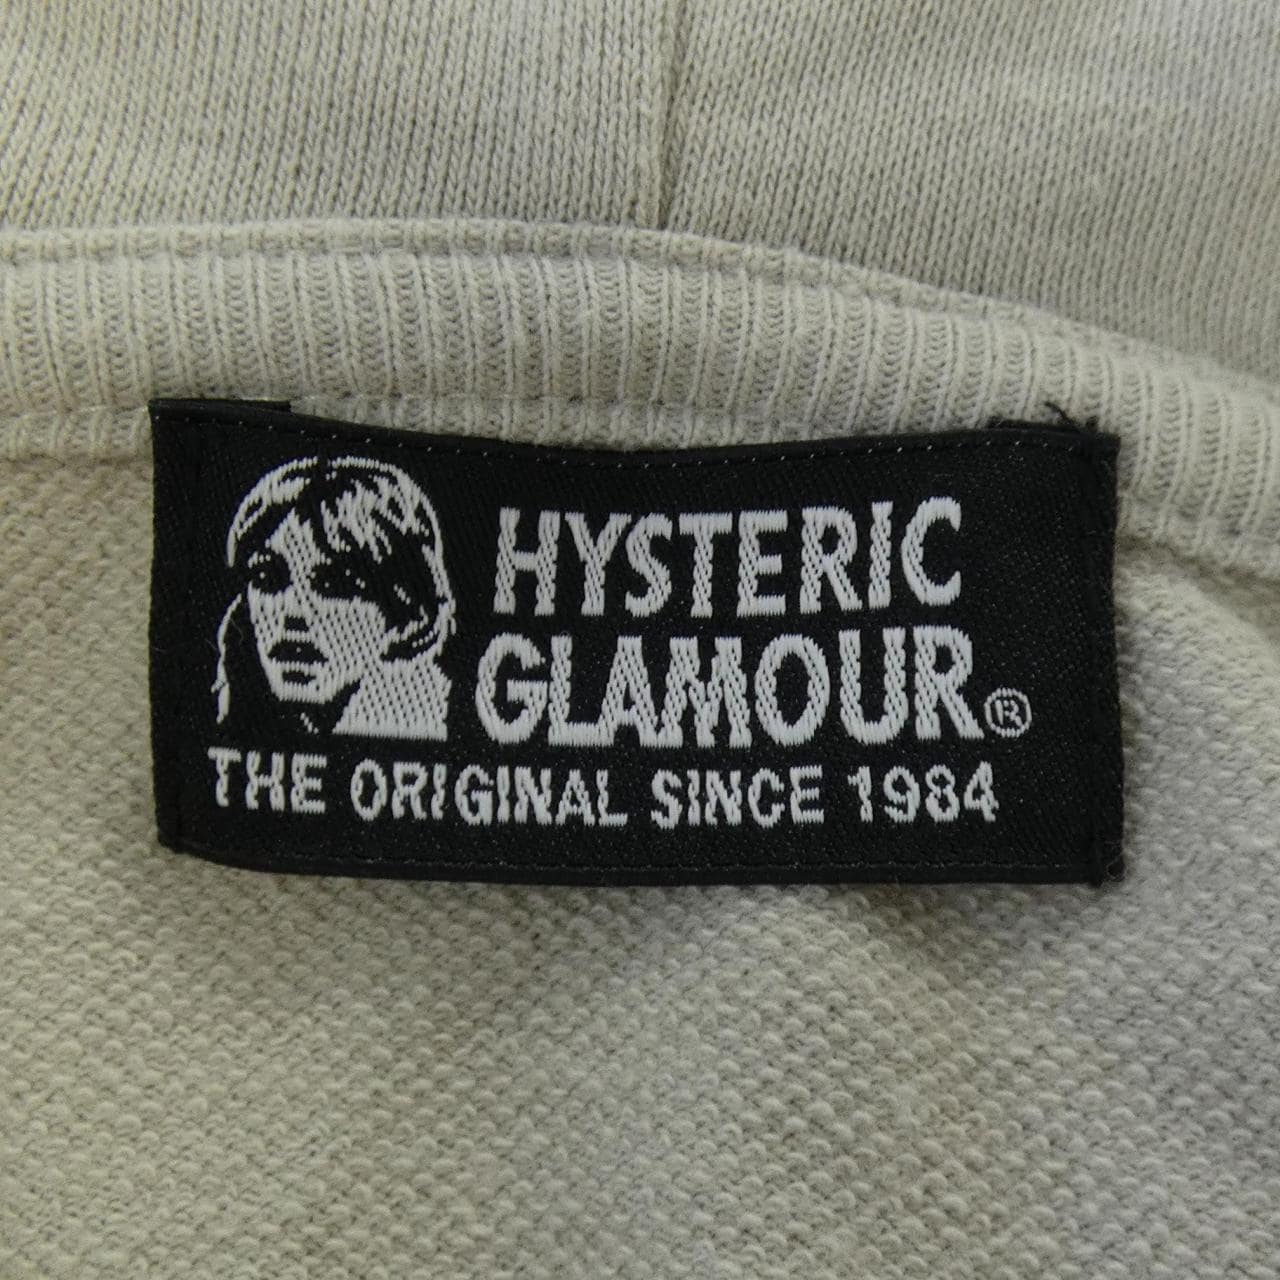 HYSTERIC
GLAMOUR®
THE ORIGINAL SINCE 1984